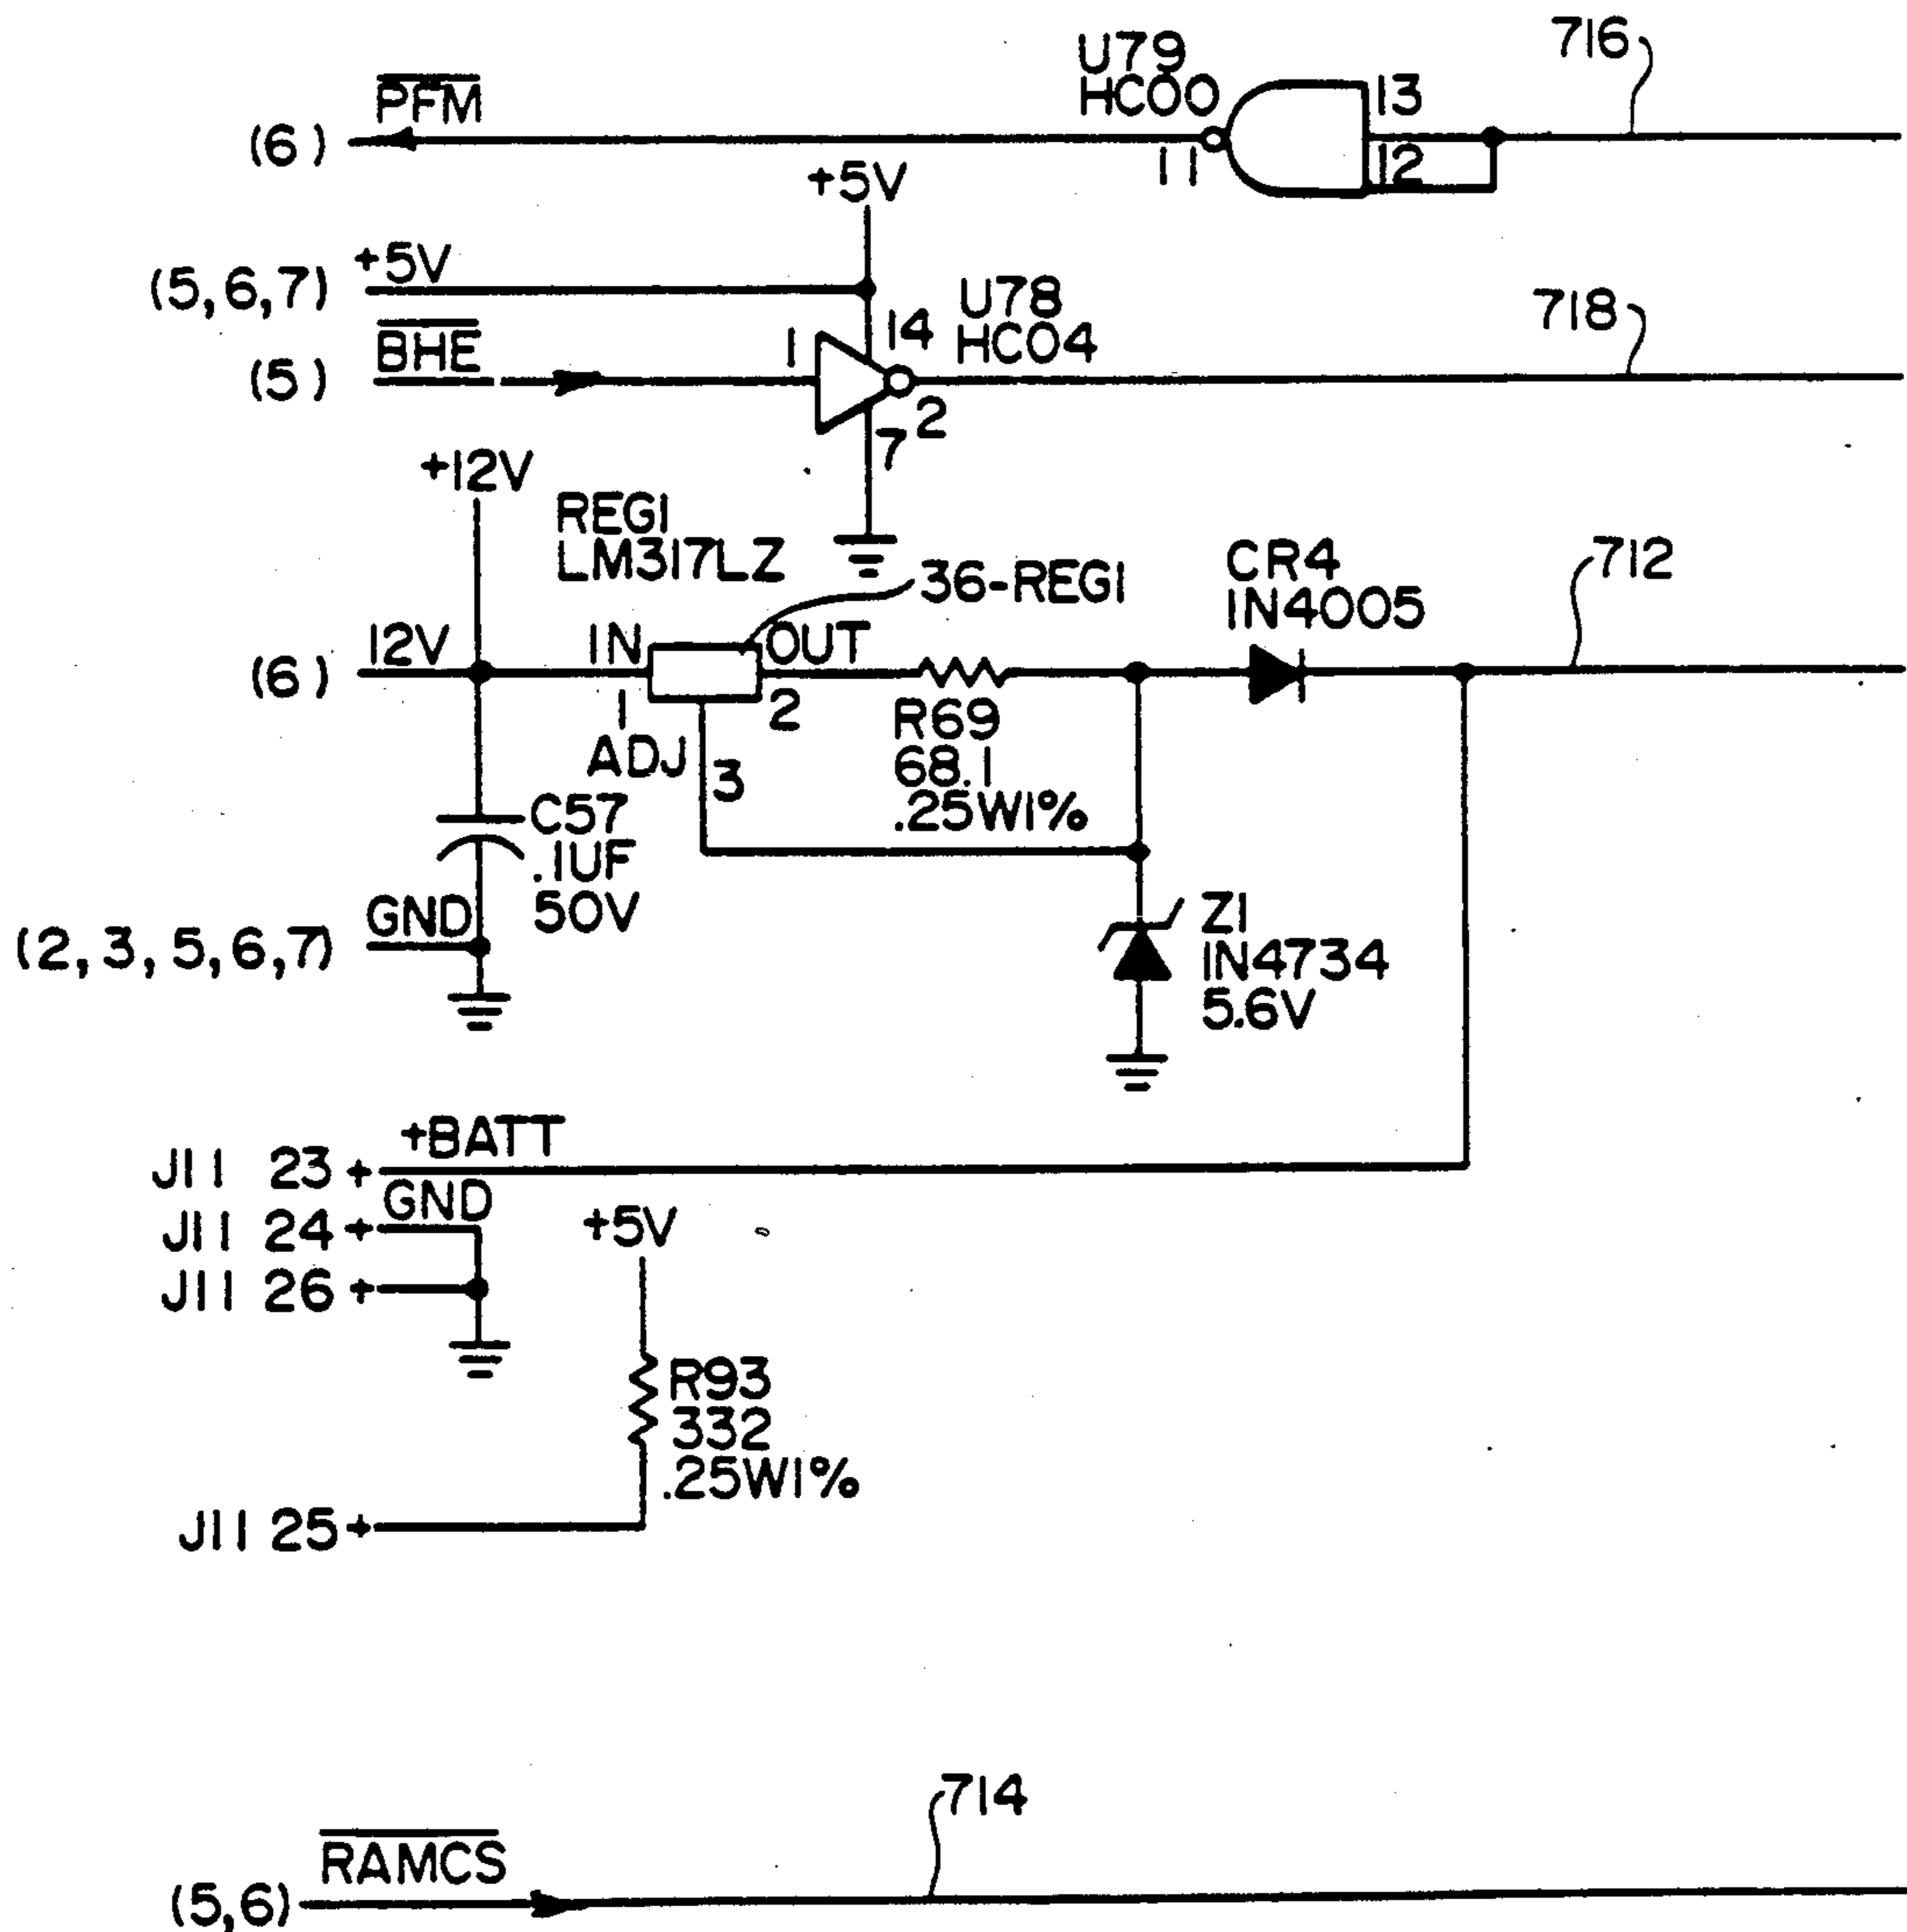 716
U79
HC00
PFM
13
(6)
12
11
+5V
+5V
(5,6,7)
U78
HC04
718
14
BHE
1
(5)
2
7
+12V
REG1
LM317LZ
36-REG1
CR4
1N4005
712
12V
IN
OUT
(6)
1
2
R69
68.1
.25W1%
ADJ
3
C57
.1UF
50V
GND
(2,3,5,6,7)
Z1
1N4734
5.6V
+BATT
J11 23
GND
J11 24
+5V
J11 26
R93
332
.25W1%
J11 25
714
RAMCS
(5,6)